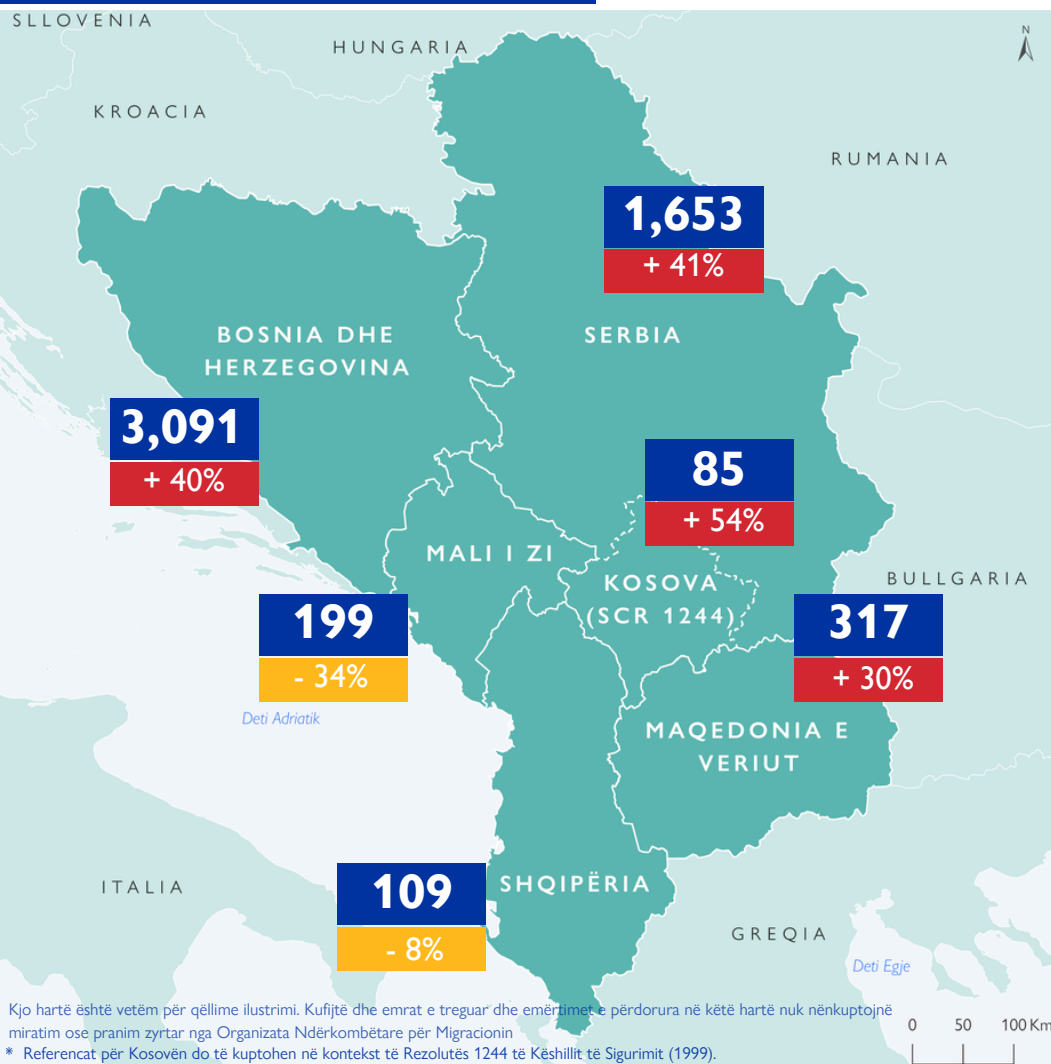 SLLOVENIA
HUNGARIA
N
KROACIA
RUMANIA
1,653
+ 41%
BOSNIA DHE
HERZEGOVINA
SERBIA
3,091
+ 40%
85
+ 54%
MALI I ZI
KOSOVA
(SCR 1244)
BULLGARIA
199
- 34%
317
+ 30%
Deti Adriatik
MAQEDONIA E
VERIUT
109
- 8%
SHQIPËRIA
ITALIA
GREQIA
Deti Egje
Kjo hartë është vetëm për qëllime ilustrimi. Kufijtë dhe emrat e treguar dhe emërtimet e përdorura në këtë hartë nuk nënkuptojnë
miratim ose pranim zyrtar nga Organizata Ndërkombëtare për Migracionin
0 50 100 Km
* Referencat për Kosovën do të kuptohen në kontekst të Rezolutës 1244 të Këshillit të Sigurimit (1999).